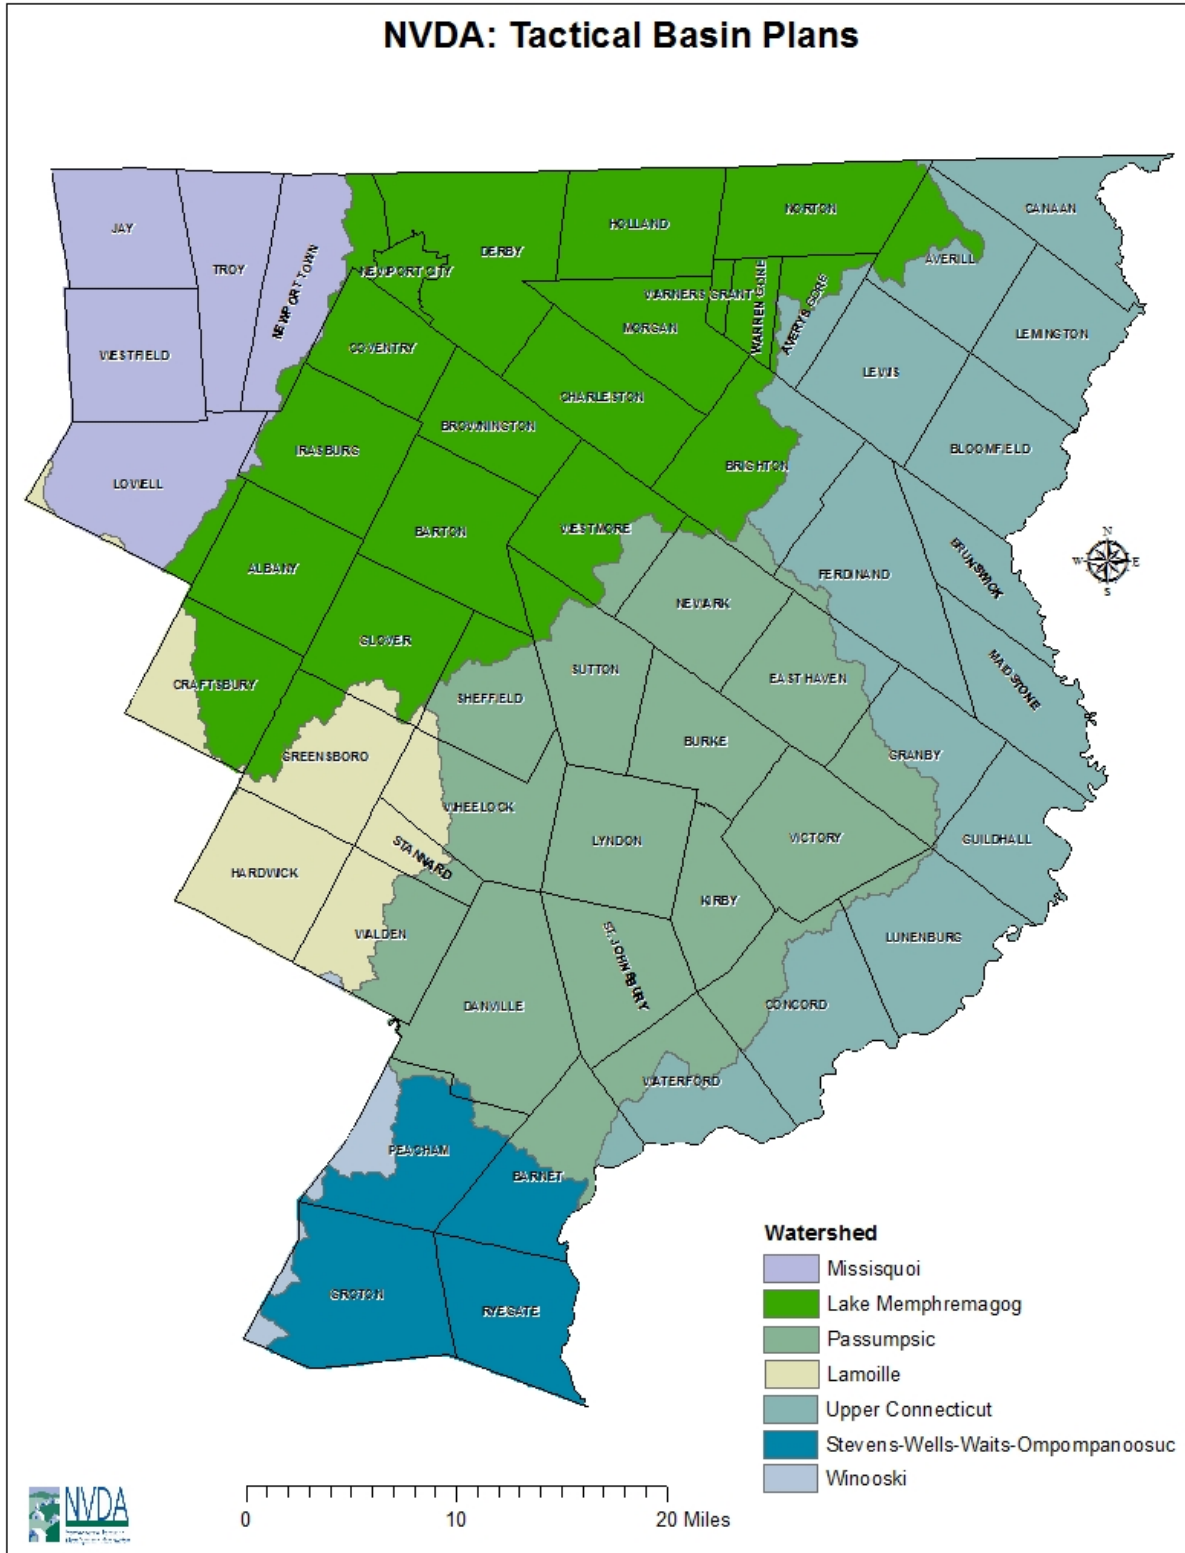 NVDA: Tactical Basin Plans
CANAAN
NORTON
HOLLAND
JAY
DERBY
AVERILL
TROY
NEWPORT TOWN
NEWPORT CITY
WARNERS GRANT
WARREN GORE
AVERYS GORE
MORGAN
LEMINGTON
COVENTRY
WESTFIELD
LEWIS
CHARLESTON
BROWNINGTON
IRASBURG
BLOOMFIELD
BRIGHTON
LOWELL
BARTON
WESTMORE
N
W E
S
ALBANY
BRUNSWICK
FERDINAND
NEWARK
GLOVER
SUTTON
EAST HAVEN
MAIDSTONE
CRAFTSBURY
SHEFFIELD
BURKE
GREENSBORO
GRANBY
WHEELOCK
LYNDON
VICTORY
GUILDHALL
STANNARD
HARDWICK
KIRBY
WALDEN
LUNENBURG
ST. JOHNSBURY
DANVILLE
CONCORD
WATERFORD
PEACHAM
BARNET
GROTON
RYEGATE
Watershed
Missisquoi
Lake Memphremagog
Passumpsic
Lamoille
Upper Connecticut
Stevens-Wells-Waits-Ompompanoosuc
Winooski
NVDA
0 10 20 Miles